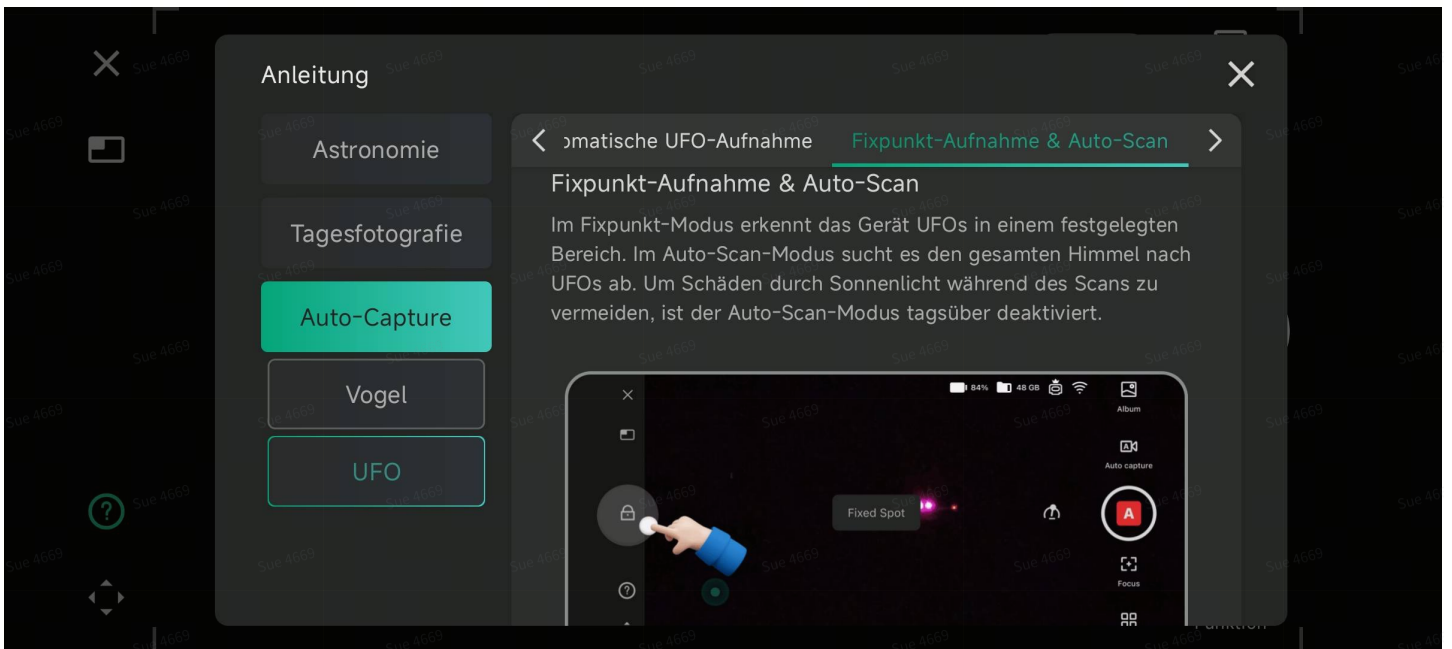 Anleitung
Astronomie
Tagesfotografie
Auto-Capture
Vogel
UFO
omatische UFO-Aufnahme
Fixpunkt-Aufnahme & Auto-Scan
Fixpunkt-Aufnahme & Auto-Scan
Im Fixpunkt-Modus erkennt das Gerät UFOs in einem festgelegten
Bereich. Im Auto-Scan-Modus sucht es den gesamten Himmel nach
UFOs ab. Um Schäden durch Sonnenlicht während des Scans zu
vermeiden, ist der Auto-Scan-Modus tagsüber deaktiviert.
84% 48 GB
Album
Auto capture
Fixed Spot
A
Focus
Funktion
Sue 4669